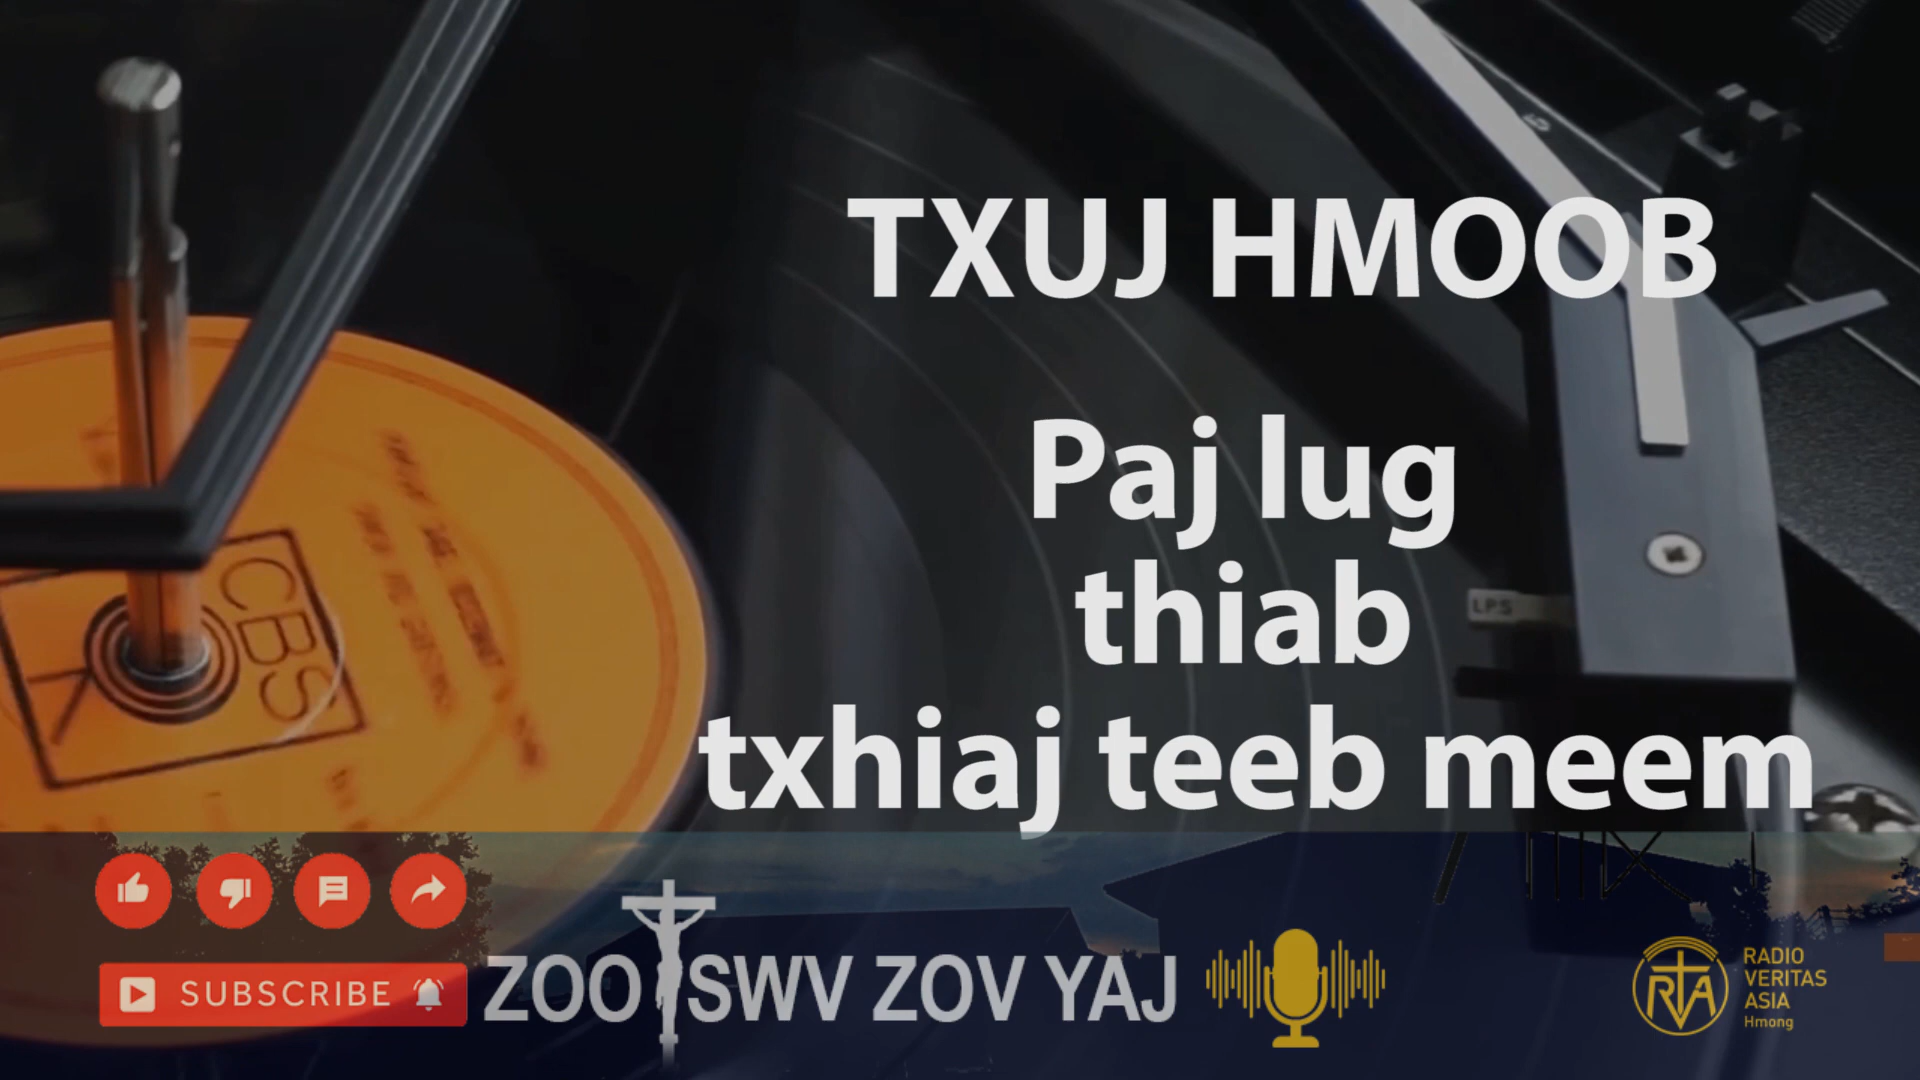 TXUJ HMOOB
Paj lug
thiab
txhiaj teeb meem
LPS
CBS
SUBSCRIBE
ZOO SWV ZOV YAJ
RVA
RADIO
VERITAS
ASIA
Hmong